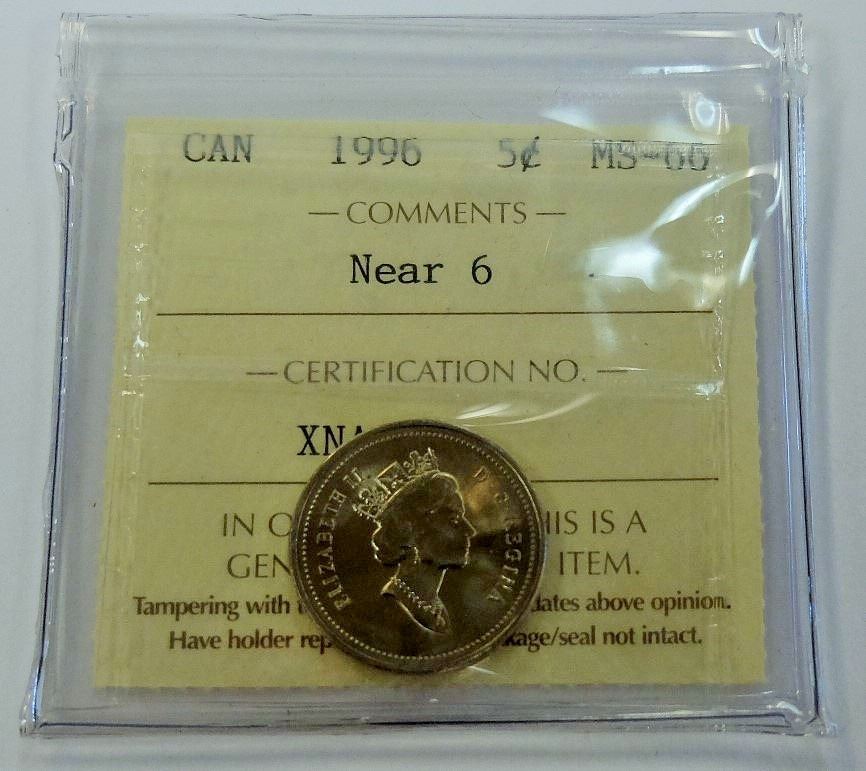 CAN 1996 5¢ MS-66
— COMMENTS —
Near 6
— CERTIFICATION NO. —
XN
IN O HIS IS A
GEN ITEM.
Tampering with dates above opinion.
Have holder rep kage/seal not intact.
ELIZABETH II D·G·REGINA